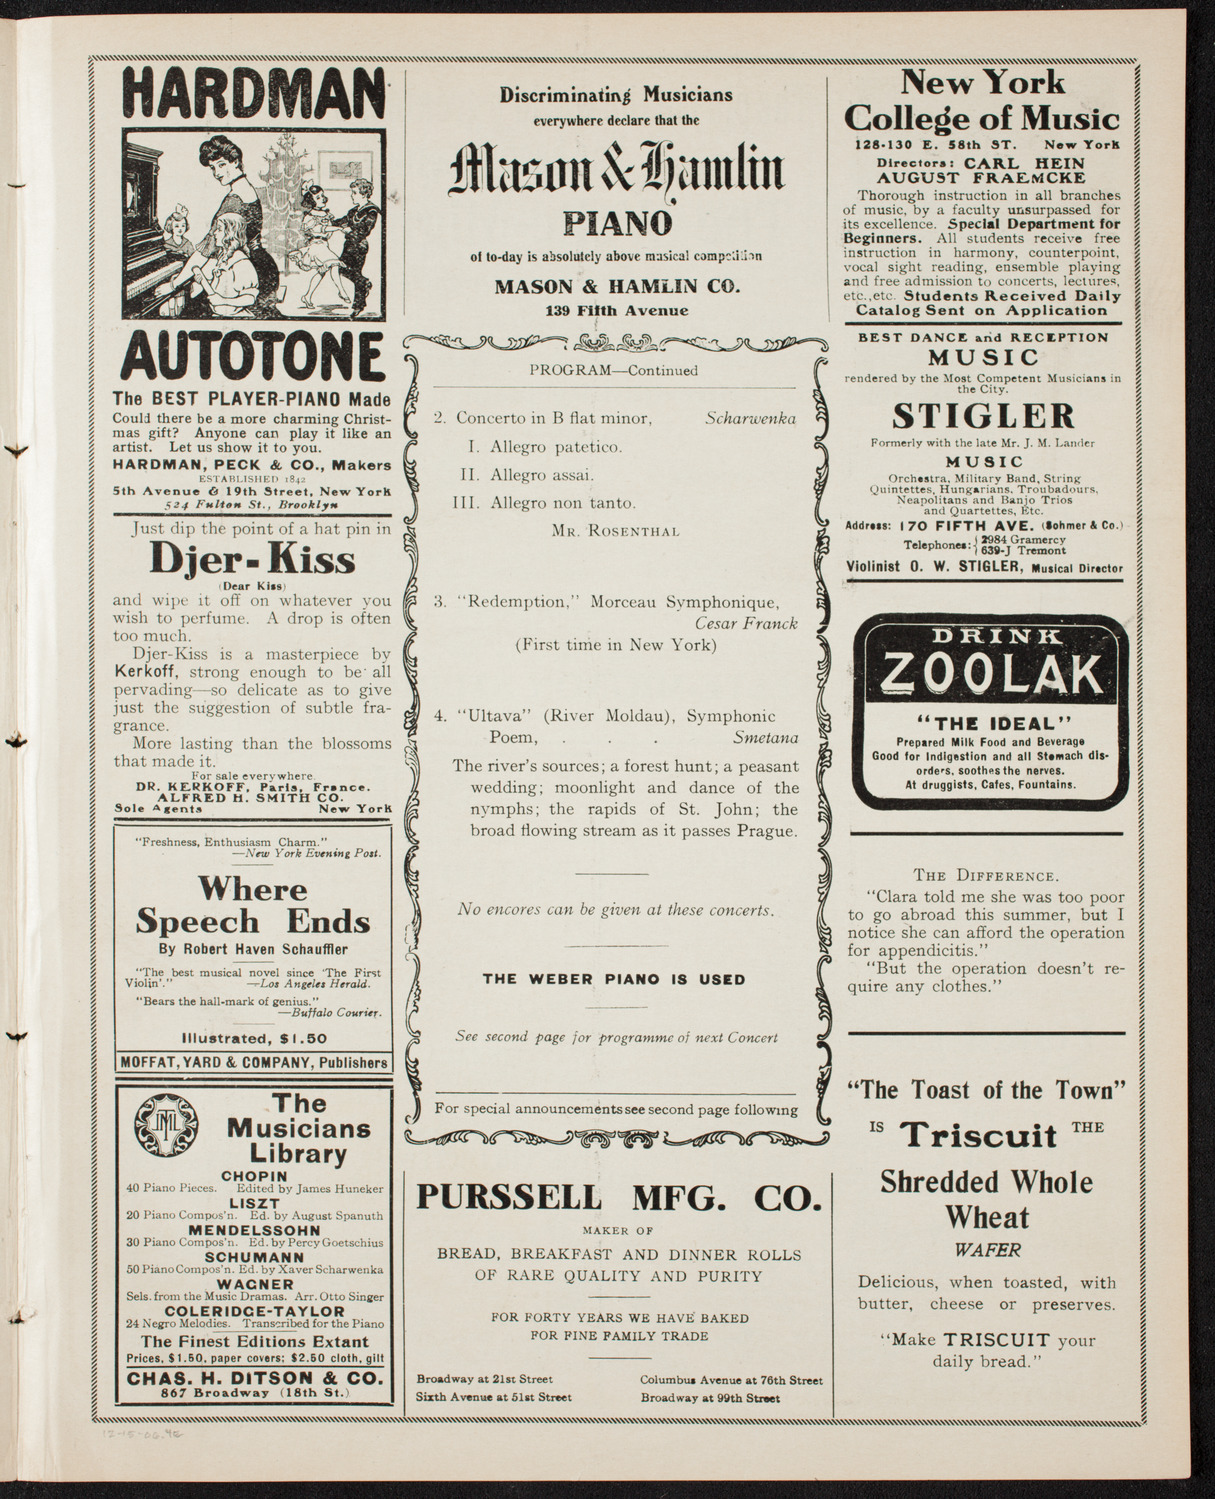 HARDMAN
AUTOTONE
The BEST PLAYER-PIANO Made
Could there be a more charming Christ-
mas gift? Anyone can play it like an
artist. Let us show it to you.
HARDMAN, PECK & CO., Makers
ESTABLISHED 1842
5th Avenue & 19th Street, New York
524 Fulton St., Brooklyn
Just dip the point of a hat pin in
Djer-Kiss
(Dear Kiss)
and wipe it off on whatever you
wish to perfume. A drop is often
too much.
Djer-Kiss is a masterpiece by
Kerkoff, strong enough to be all
pervading—so delicate as to give
just the suggestion of subtle fra-
grance.
More lasting than the blossoms
that made it.
For sale everywhere.
DR. KERKOFF, Paris, France.
ALFRED H. SMITH CO.
Sole Agents New York
"Freshness, Enthusiasm Charm."
—New York Evening Post.
Where
Speech Ends
By Robert Haven Schauffler
"The best musical novel since 'The First
Violin'." —Los Angeles Herald.
"Bears the hall-mark of genius."
—Buffalo Courier.
Illustrated, $1.50
MOFFAT, YARD & COMPANY, Publishers
The
Musicians
Library
CHOPIN
40 Piano Pieces. Edited by James Huneker
LISZT
20 Piano Compos'n. Ed. by August Spanuth
MENDELSSOHN
30 Piano Compos'n. Ed. by Percy Goetschius
SCHUMANN
50 Piano Compos'n. Ed. by Xaver Scharwenka
WAGNER
Sels. from the Music Dramas. Arr. Otto Singer
COLERIDGE-TAYLOR
24 Negro Melodies. Transcribed for the Piano
The Finest Editions Extant
Prices, $1.50, paper covers; $2.50 cloth, gilt
CHAS. H. DITSON & CO.
867 Broadway (18th St.)
Discriminating Musicians
everywhere declare that the
Mason & Hamlin
PIANO
of to-day is absolutely above musical competition
MASON & HAMLIN CO.
139 Fifth Avenue
PROGRAM—Continued
2. Concerto in B flat minor, Scharwenka
I. Allegro patetico.
II. Allegro assai.
III. Allegro non tanto.
MR. ROSENTHAL
3. "Redemption," Morceau Symphonique,
Cesar Franck
(First time in New York)
4. "Ultava" (River Moldau), Symphonic
Poem, . . . Smetana
The river's sources; a forest hunt; a peasant
wedding; moonlight and dance of the
nymphs; the rapids of St. John; the
broad flowing stream as it passes Prague.
No encores can be given at these concerts.
THE WEBER PIANO IS USED
See second page for programme of next Concert
For special announcements see second page following
PURSSELL MFG. CO.
MAKER OF
BREAD, BREAKFAST AND DINNER ROLLS
OF RARE QUALITY AND PURITY
FOR FORTY YEARS WE HAVE BAKED
FOR FINE FAMILY TRADE
Broadway at 21st Street Columbus Avenue at 76th Street
Sixth Avenue at 51st Street Broadway at 99th Street
New York
College of Music
128-130 E. 58th ST. New York
Directors: CARL HEIN
AUGUST FRAEMCKE
Thorough instruction in all branches
of music, by a faculty unsurpassed for
its excellence. Special Department for
Beginners. All students receive free
instruction in harmony, counterpoint,
vocal sight reading, ensemble playing
and free admission to concerts, lectures,
etc., etc. Students Received Daily
Catalog Sent on Application
BEST DANCE and RECEPTION
MUSIC
rendered by the Most Competent Musicians in
the City.
STIGLER
Formerly with the late Mr. J. M. Lander
MUSIC
Orchestra, Military Band, String
Quintettes, Hungarians, Troubadours,
Neapolitans and Banjo Trios
and Quartettes, Etc.
Address: 170 FIFTH AVE. (Sohmer & Co.)
Telephones: { 2984 Gramercy
639-J Tremont
Violinist O. W. STIGLER, Musical Director
DRINK
ZOOLAK
"THE IDEAL"
Prepared Milk Food and Beverage
Good for Indigestion and all Stomach dis-
orders, soothes the nerves.
At druggists, Cafes, Fountains.
THE DIFFERENCE.
"Clara told me she was too poor
to go abroad this summer, but I
notice she can afford the operation
for appendicitis."
"But the operation doesn't re-
quire any clothes."
"The Toast of the Town"
IS Triscuit THE
Shredded Whole
Wheat
WAFER
Delicious, when toasted, with
butter, cheese or preserves.
"Make TRISCUIT your
daily bread."